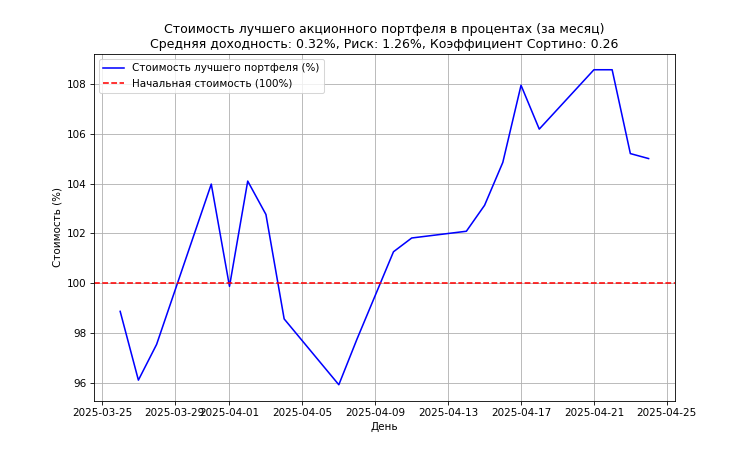 Стоимость лучшего акционного портфеля в процентах (за месяц)
Средняя доходность: 0.32%, Риск: 1.26%, Коэффициент Сортино: 0.26
Стоимость лучшего портфеля (%)
Начальная стоимость (100%)
Стоимость (%)
108
106
104
102
100
98
96
2025-03-25 2025-03-29 2025-04-01 2025-04-05 2025-04-09 2025-04-13 2025-04-17 2025-04-21 2025-04-25
День